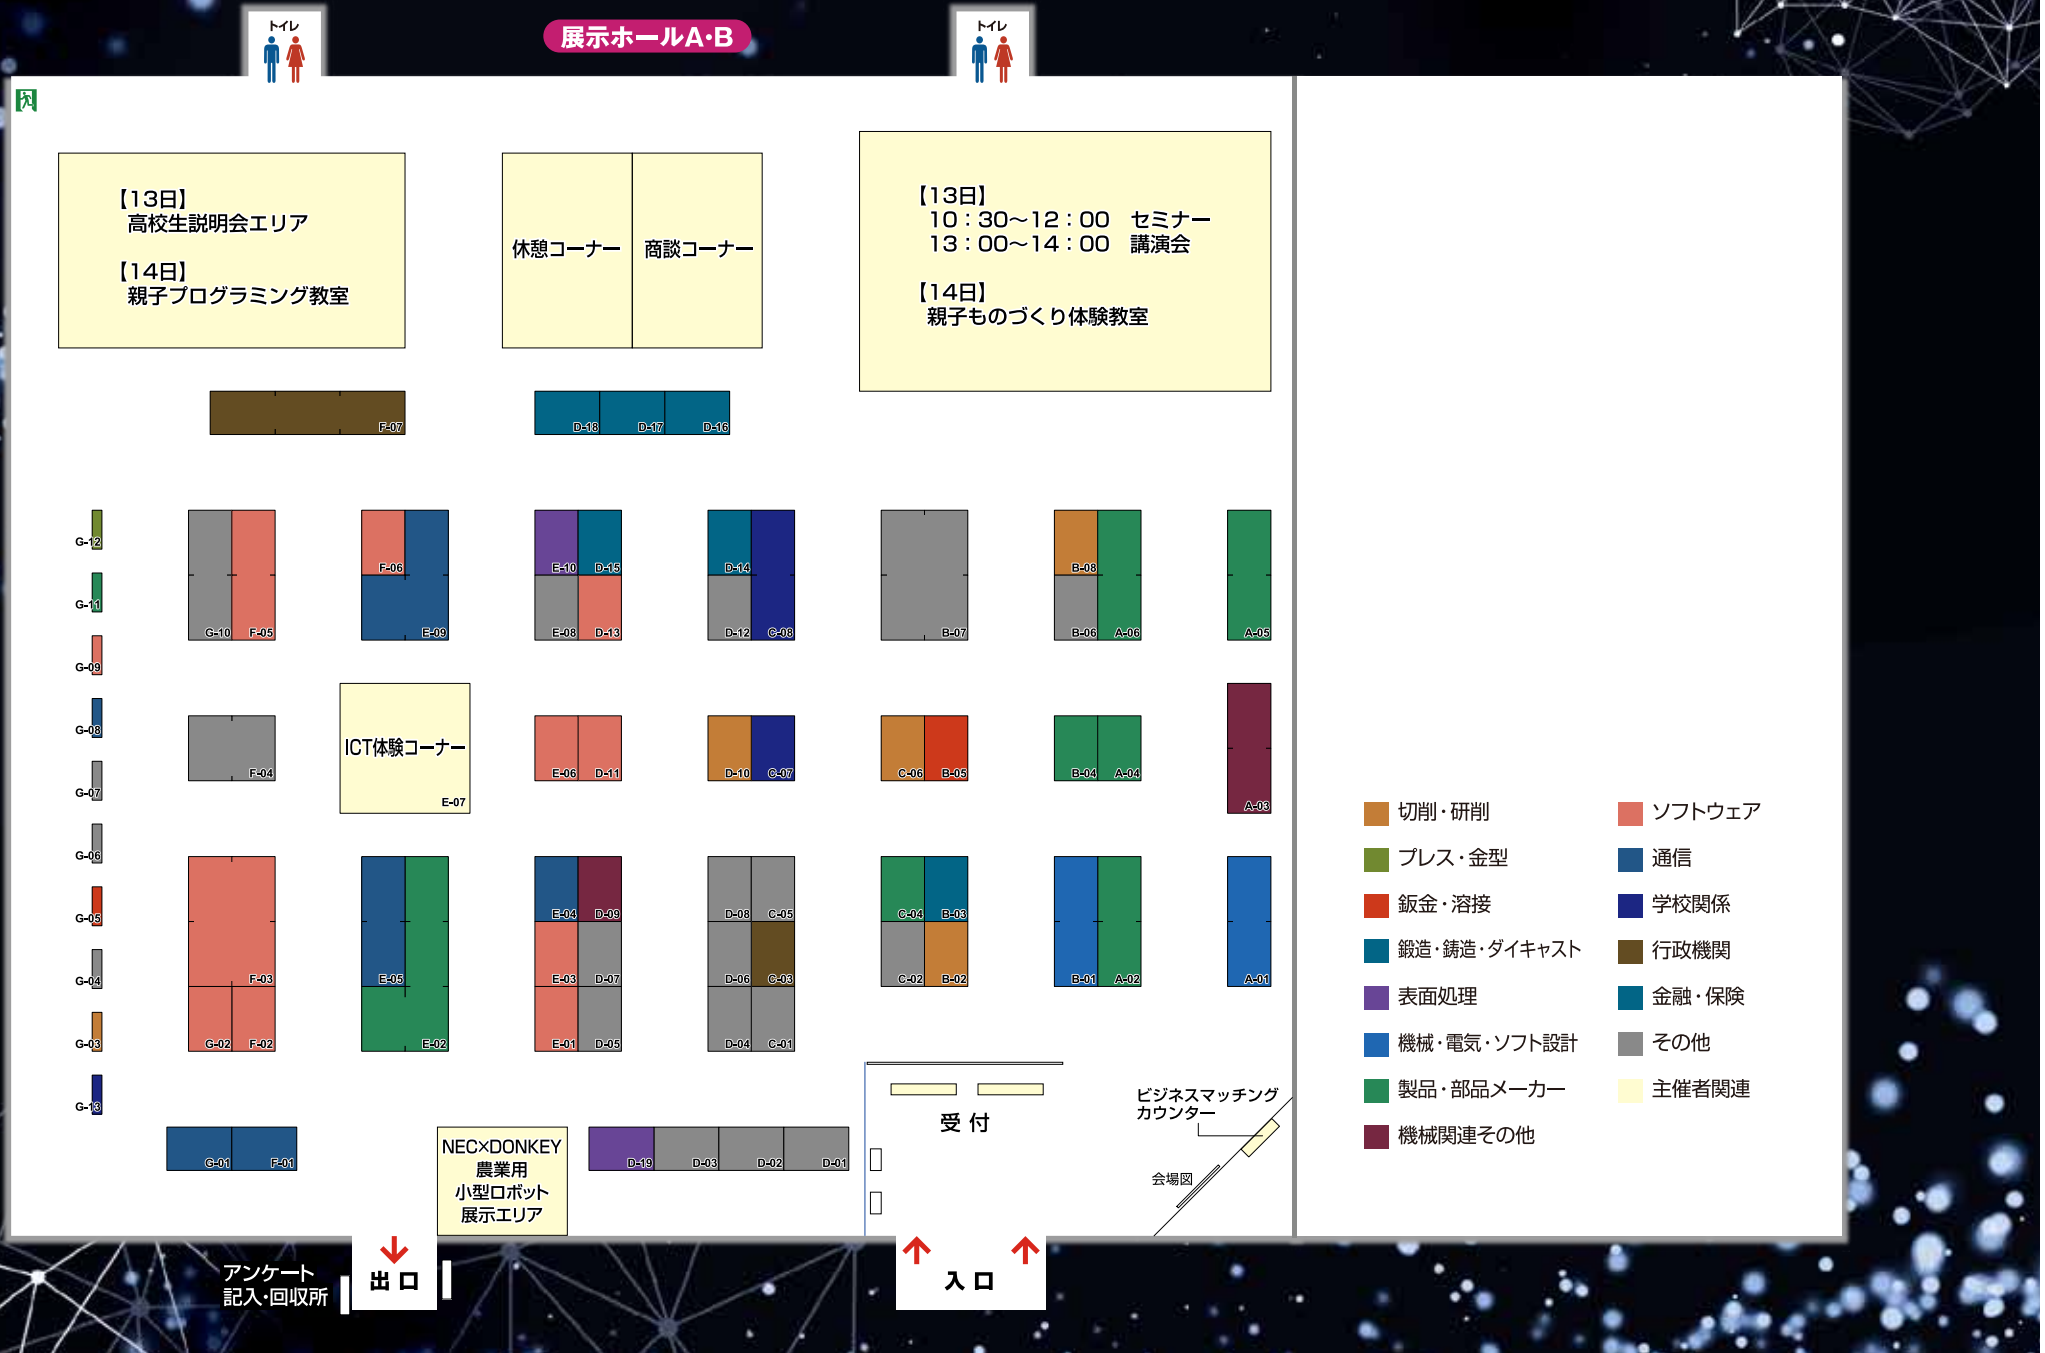 トイレ
展示ホールA・B
トイレ
【13日】
高校生説明会エリア
【14日】
親子プログラミング教室
休憩コーナー
商談コーナー
【13日】
10：30～12：00　セミナー
13：00～14：00　講演会
【14日】
親子ものづくり体験教室
F-07
D-18
D-17
D-16
G-12
G-11
G-09
G-08
G-07
G-06
G-05
G-04
G-03
G-13
G-10
F-05
F-06
E-09
E-10
D-15
E-08
D-13
D-14
D-12
C-08
B-07
B-08
B-06
A-06
A-05
F-04
ICT体験コーナー
E-07
E-06
D-11
D-10
C-07
C-06
B-05
B-04
A-04
A-03
F-03
G-02
F-02
E-05
E-02
E-04
D-09
E-03
D-07
E-01
D-05
D-08
C-05
D-06
C-03
D-04
C-01
C-04
B-03
C-02
B-02
B-01
A-02
A-01
G-01
F-01
NEC×DONKEY
農業用
小型ロボット
展示エリア
D-19
D-03
D-02
D-01
受付
ビジネスマッチング
カウンター
会場図
アンケート
記入・回収所
出口
入口
切削・研削
プレス・金型
鈑金・溶接
鍛造・鋳造・ダイキャスト
表面処理
機械・電気・ソフト設計
製品・部品メーカー
機械関連その他
ソフトウェア
通信
学校関係
行政機関
金融・保険
その他
主催者関連